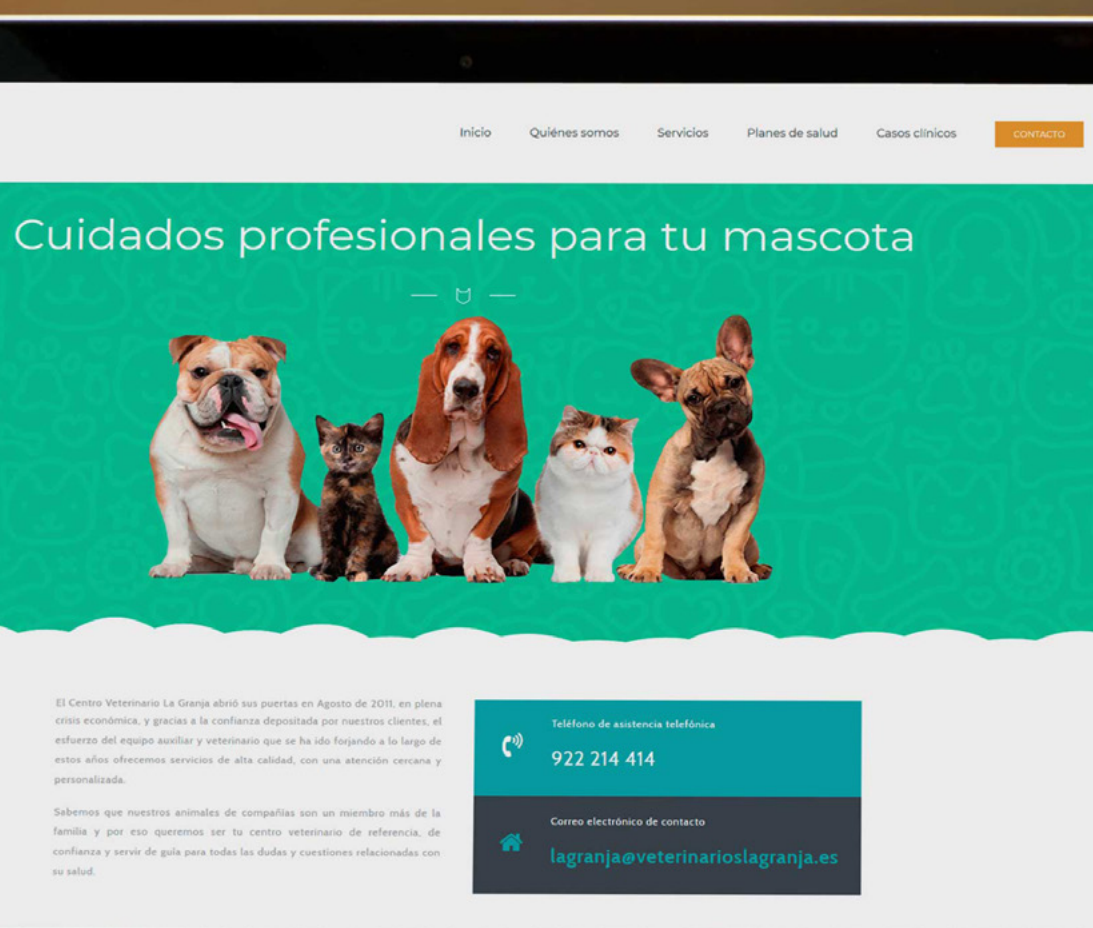 Inicio Quiénes somos Servicios Planes de salud Casos clínicos CONTACTO
Cuidados profesionales para tu mascota
El Centro Veterinario La Granja abrió sus puertas en Agosto de 2011, en plena
crisis económica, y gracias a la confianza depositada por nuestros clientes, el
esfuerzo del equipo auxiliar y veterinario que se ha ido forjando a lo largo de
estos años ofrecemos servicios de alta calidad, con una atención cercana y
personalizada.
Sabemos que nuestros animales de compañías son un miembro más de la
familia y por eso queremos ser tu centro veterinario de referencia, de
confianza y servir de guía para todas las dudas y cuestiones relacionadas con
su salud.
Teléfono de asistencia telefónica
922 214 414
Correo electrónico de contacto
lagranja@veterinarioslagranja.es